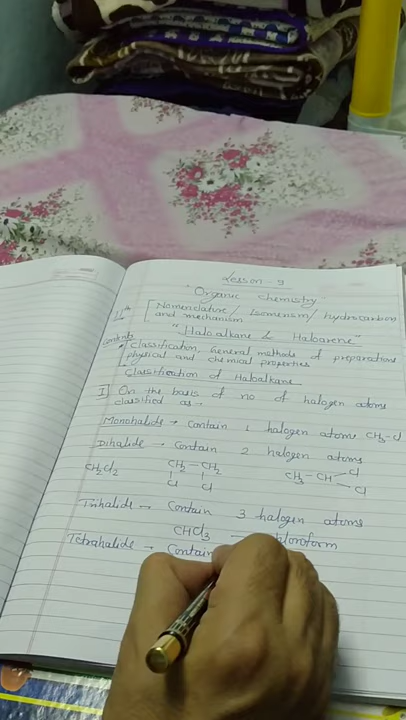 Lesson - 9
"Organic chemistry"
11th Nomenclature / Isomerism / hydrocarbon
and mechanism
"Haloalkane & Haloarene"
Contents
* Classification, General methods of preparations
physical and chemical properties
Classification of Haloalkane
I On the basis of no of halogen atoms
classified as →
Monohalide → Contain 1 halogen atoms CH3-Cl
Dihalide → Contain 2 halogen atoms
CH2Cl2 CH2 - CH2 CH3 - CH Cl
Cl Cl Cl
Trihalide → Contain 3 halogen atoms
CHCl3 chloroform
Tetrahalide → Contain